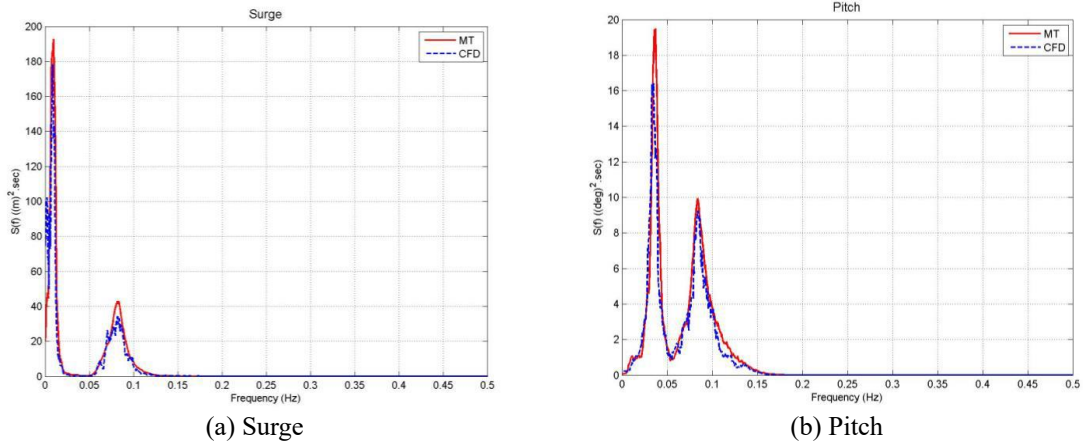 Surge
200
180
160
140
120
100
80
60
40
20
0
S(f) ((m)².sec)
0 0.05 0.1 0.15 0.2 0.25 0.3 0.35 0.4 0.45 0.5
Frequency (Hz)
MT
CFD
(a) Surge
Pitch
20
18
16
14
12
10
8
6
4
2
0
S(f) ((deg)².sec)
0 0.05 0.1 0.15 0.2 0.25 0.3 0.35 0.4 0.45 0.5
Frequency (Hz)
MT
CFD
(b) Pitch